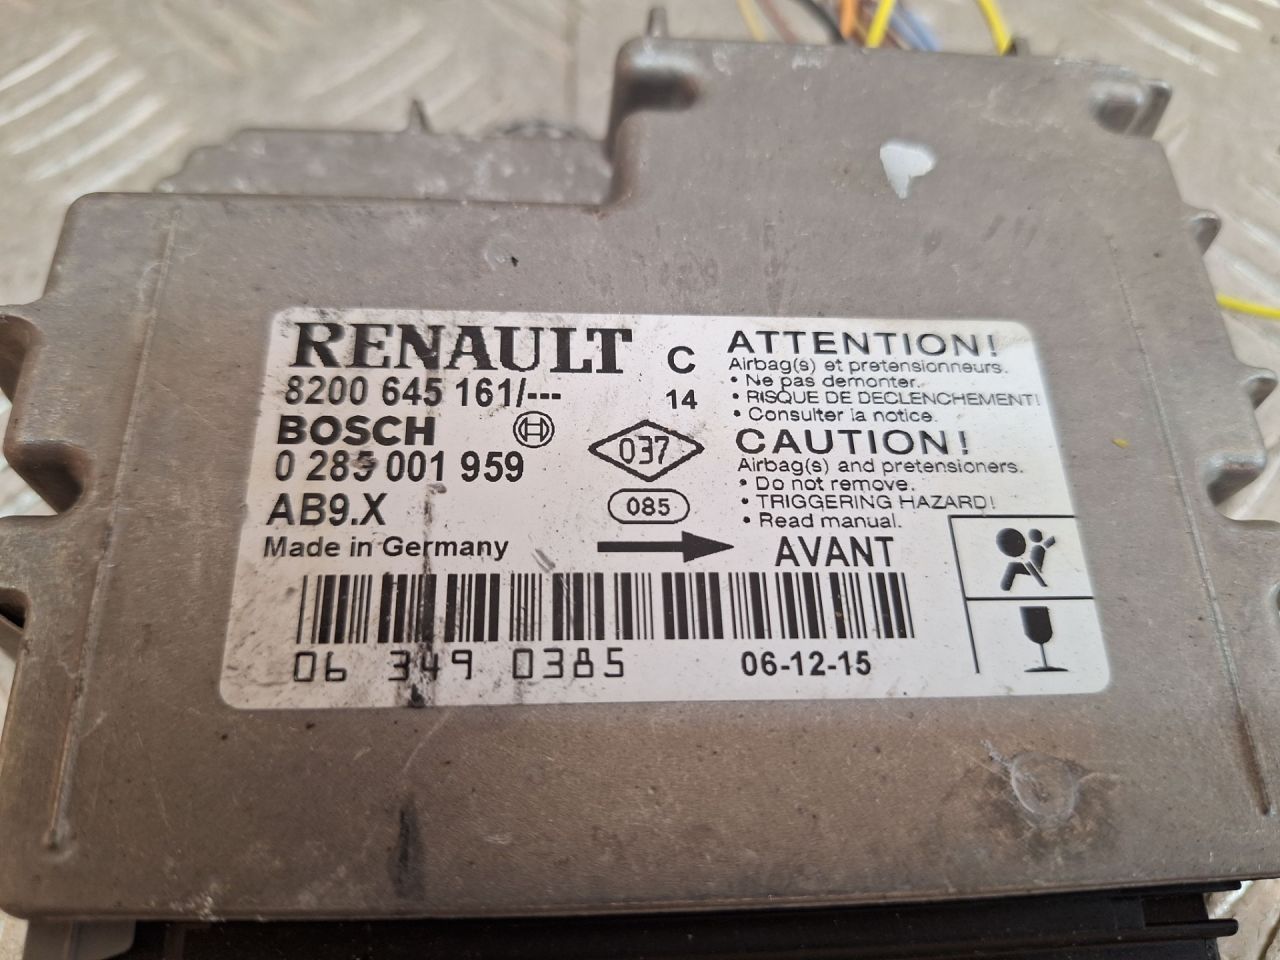 RENAULT
8200 645 161/---
C
14
BOSCH
0 285 001 959
AB9.X
Made in Germany
037
085
ATTENTION!
Airbag(s) et pretensionneurs.
• Ne pas demonter.
• RISQUE DE DECLENCHEMENT!
• Consulter la notice.
CAUTION!
Airbag(s) and pretensioners.
• Do not remove.
• TRIGGERING HAZARD!
• Read manual.
AVANT
06 349 0385
06-12-15